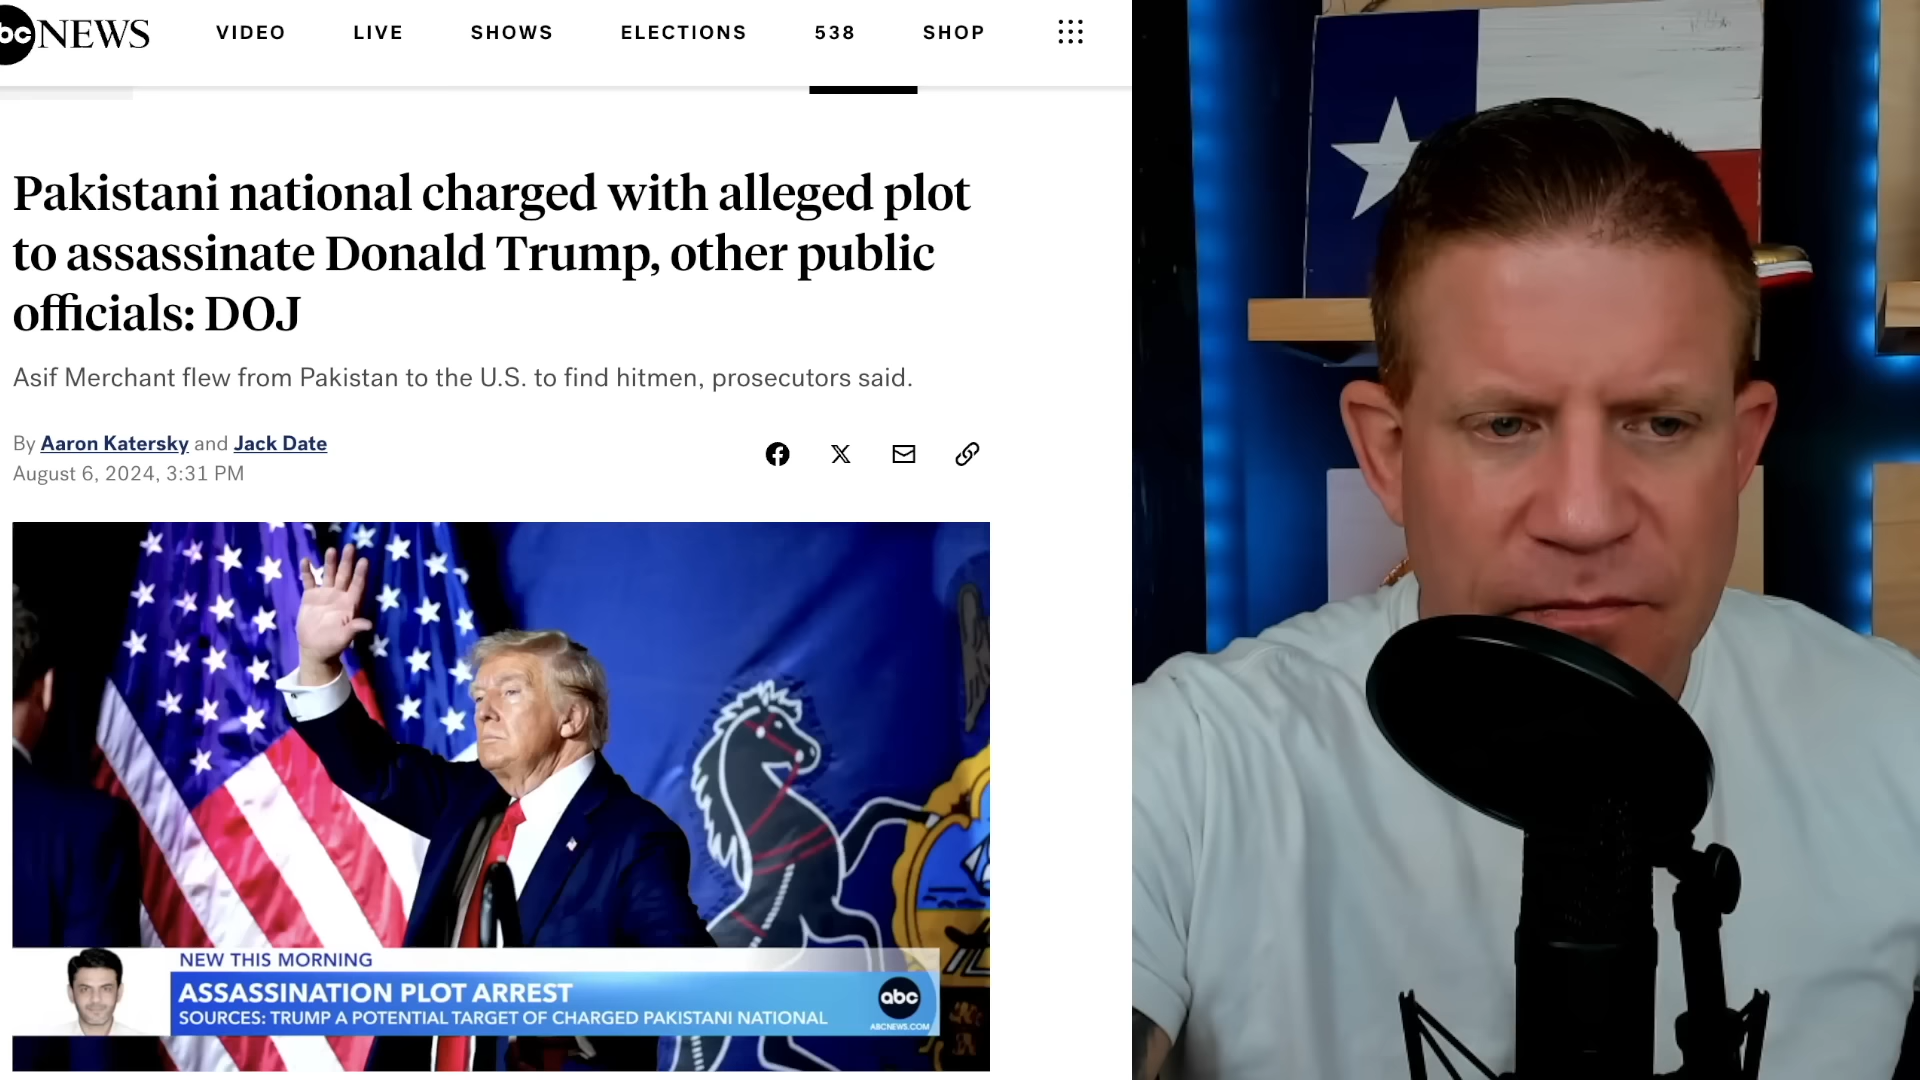 bc NEWS
VIDEO LIVE SHOWS ELECTIONS 538 SHOP
Pakistani national charged with alleged plot
to assassinate Donald Trump, other public
officials: DOJ
Asif Merchant flew from Pakistan to the U.S. to find hitmen, prosecutors said.
By Aaron Katersky and Jack Date
August 6, 2024, 3:31 PM
NEW THIS MORNING
ASSASSINATION PLOT ARREST
SOURCES: TRUMP A POTENTIAL TARGET OF CHARGED PAKISTANI NATIONAL
abc
ABCNEWS.COM